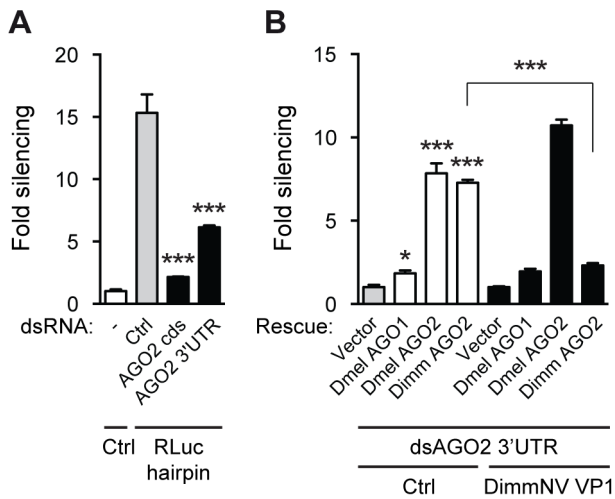 A
Fold silencing
20
15
10
5
0
***
***
dsRNA:
-
Ctrl
AGO2 cds
AGO2 3'UTR
Ctrl
RLuc
hairpin
B
Fold silencing
15
10
5
0
*
***
***
***
Rescue:
Vector
Dmel AGO1
Dmel AGO2
Dimm AGO2
Vector
Dmel AGO1
Dmel AGO2
Dimm AGO2
dsAGO2 3'UTR
Ctrl
DimmNV VP1